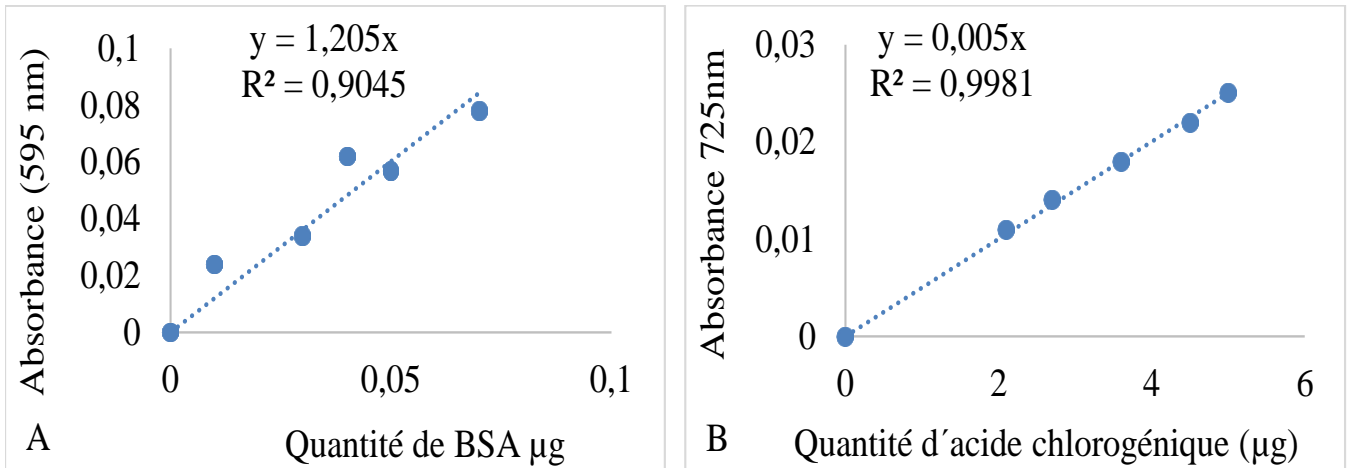 y = 1,205x
R² = 0,9045
Absorbance (595 nm)
0,1
0,08
0,06
0,04
0,02
0
0 0,05 0,1
A Quantité de BSA µg
y = 0,005x
R² = 0,9981
Absorbance 725nm
0,03
0,02
0,01
0
0 2 4 6
B Quantité d´acide chlorogénique (µg)